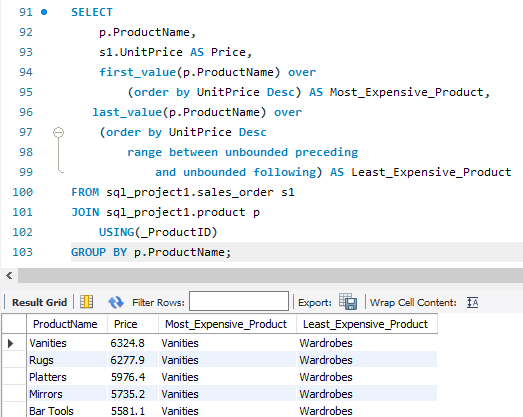 91 SELECT
92 p.ProductName,
93 s1.UnitPrice AS Price,
94 first_value(p.ProductName) over
95 (order by UnitPrice Desc) AS Most_Expensive_Product,
96 last_value(p.ProductName) over
97 (order by UnitPrice Desc
98 range between unbounded preceding
99 and unbounded following) AS Least_Expensive_Product
100 FROM sql_project1.sales_order s1
101 JOIN sql_project1.product p
102 USING(_ProductID)
103 GROUP BY p.ProductName;
Result Grid Filter Rows: Export: Wrap Cell Content:
ProductName Price Most_Expensive_Product Least_Expensive_Product
Vanities 6324.8 Vanities Wardrobes
Rugs 6277.9 Vanities Wardrobes
Platters 5976.4 Vanities Wardrobes
Mirrors 5735.2 Vanities Wardrobes
Bar Tools 5581.1 Vanities Wardrobes